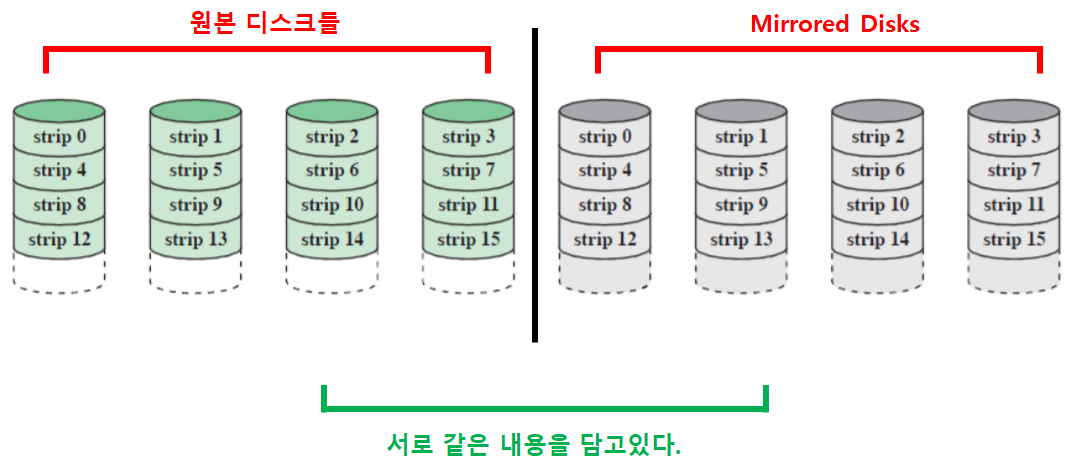 원본 디스크들
Mirrored Disks
strip 0 strip 1 strip 2 strip 3 strip 0 strip 1 strip 2 strip 3
strip 4 strip 5 strip 6 strip 7 strip 4 strip 5 strip 6 strip 7
strip 8 strip 9 strip 10 strip 11 strip 8 strip 9 strip 10 strip 11
strip 12 strip 13 strip 14 strip 15 strip 12 strip 13 strip 14 strip 15
서로 같은 내용을 담고있다.